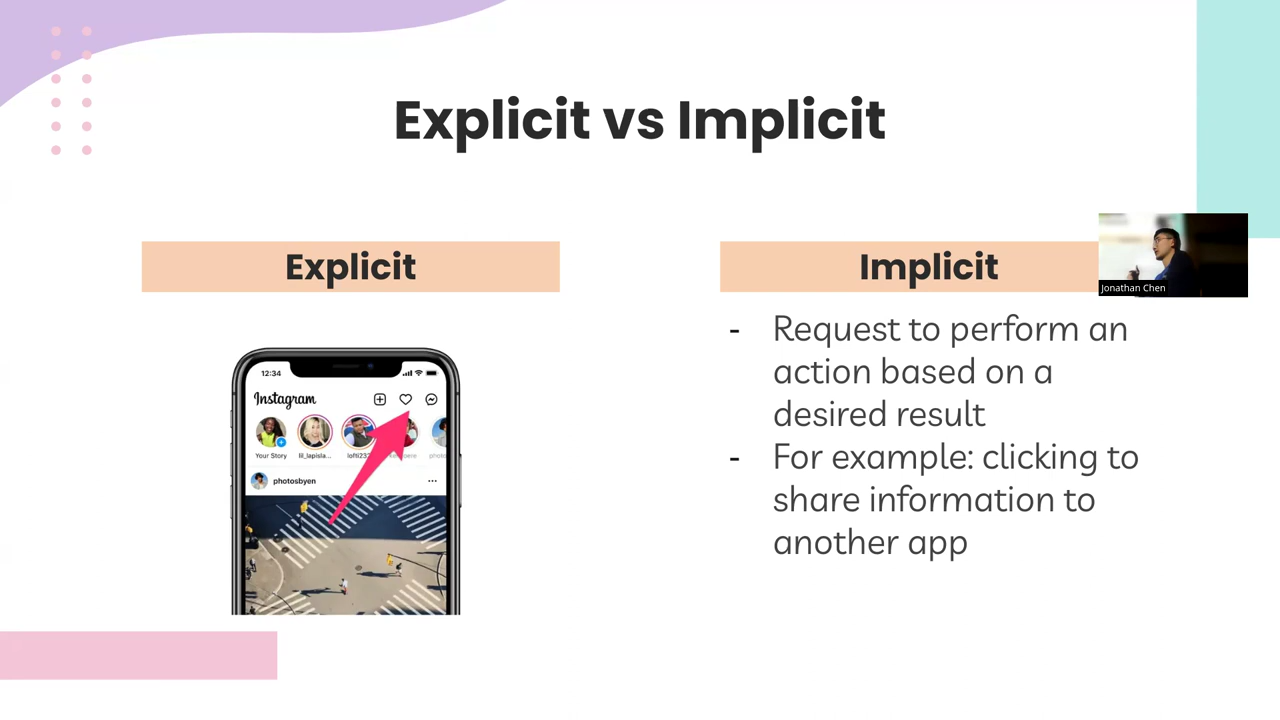 Explicit vs Implicit
Explicit
Implicit
Jonathan Chen
- Request to perform an
action based on a
desired result
- For example: clicking to
share information to
another app
12:34
Instagram
Your Story
lil_lapisla...
photosbyen